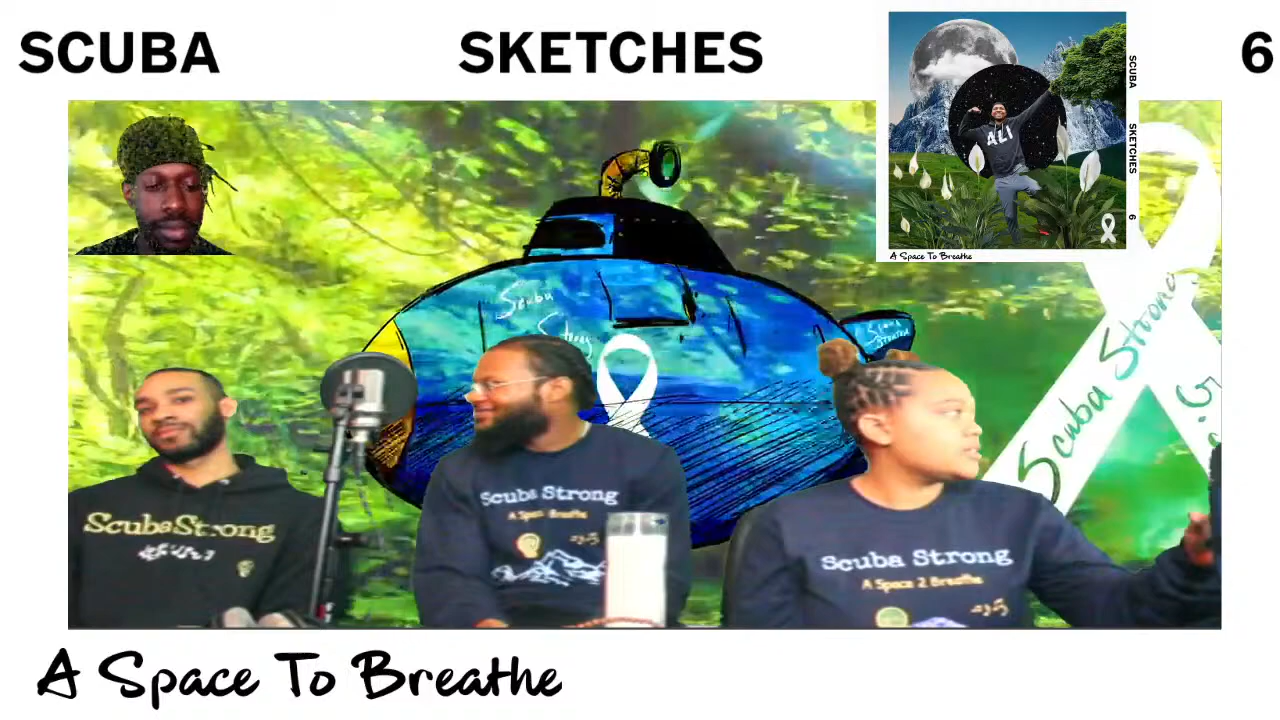 SCUBA SKETCHES 6
ALI
SCUBA SKETCHES 6
A Space To Breathe
Scuba
Strong
Scuba Strong
ScubaStrong
Scuba Strong
A Space Breathe
Scuba Strong
A Space 2 Breathe
A Space To Breathe